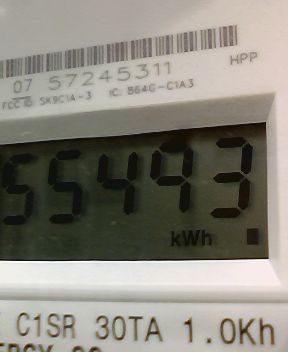 HPP
07 57245311
FCC ID SK9C1A-3 IC: 864G-C1A3
55493
kWh
C1SR 30TA 1.0Kh